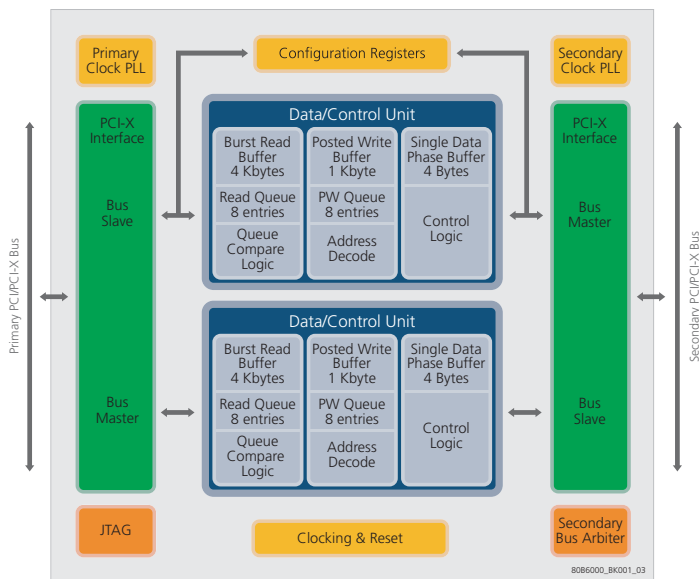 Primary
Clock PLL
Configuration Registers
Secondary
Clock PLL
PCI-X
Interface
Bus
Slave
Bus
Master
Data/Control Unit
Burst Read
Buffer
4 Kbytes
Read Queue
8 entries
Queue
Compare
Logic
Posted Write
Buffer
1 Kbyte
PW Queue
8 entries
Address
Decode
Single Data
Phase Buffer
4 Bytes
Control
Logic
Data/Control Unit
Burst Read
Buffer
4 Kbytes
Read Queue
8 entries
Queue
Compare
Logic
Posted Write
Buffer
1 Kbyte
PW Queue
8 entries
Address
Decode
Single Data
Phase Buffer
4 Bytes
Control
Logic
PCI-X
Interface
Bus
Master
Bus
Slave
Primary PCI/PCI-X Bus
Secondary PCI/PCI-X Bus
JTAG
Clocking & Reset
Secondary
Bus Arbiter
80B6000_BK001_03